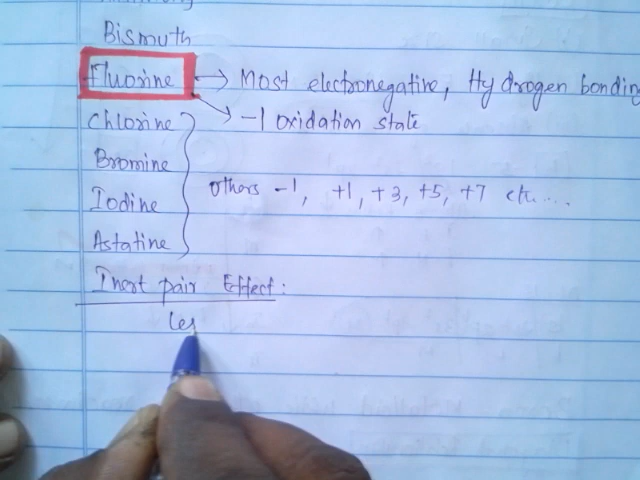 Bismuth
Fluorine → Most electronegative, Hydrogen bonding
Chlorine → -1 oxidation state
Bromine
others -1, +1, +3, +5, +7 etc....
Iodine
Astatine
Inert pair Effect: